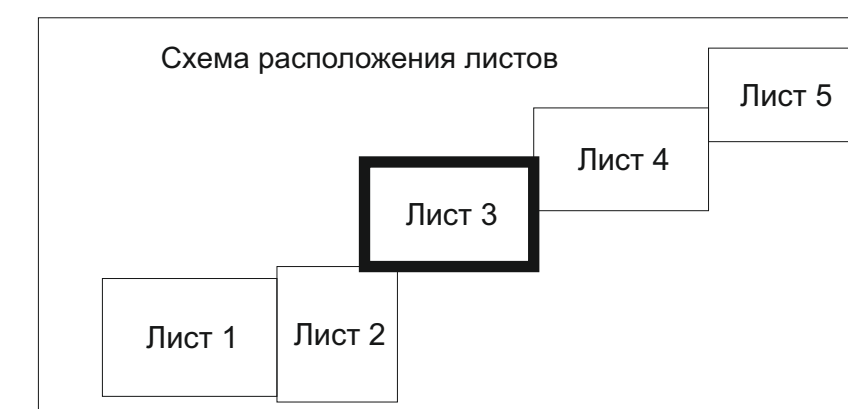 Схема расположения листов
Лист 5
Лист 4
Лист 3
Лист 1
Лист 2